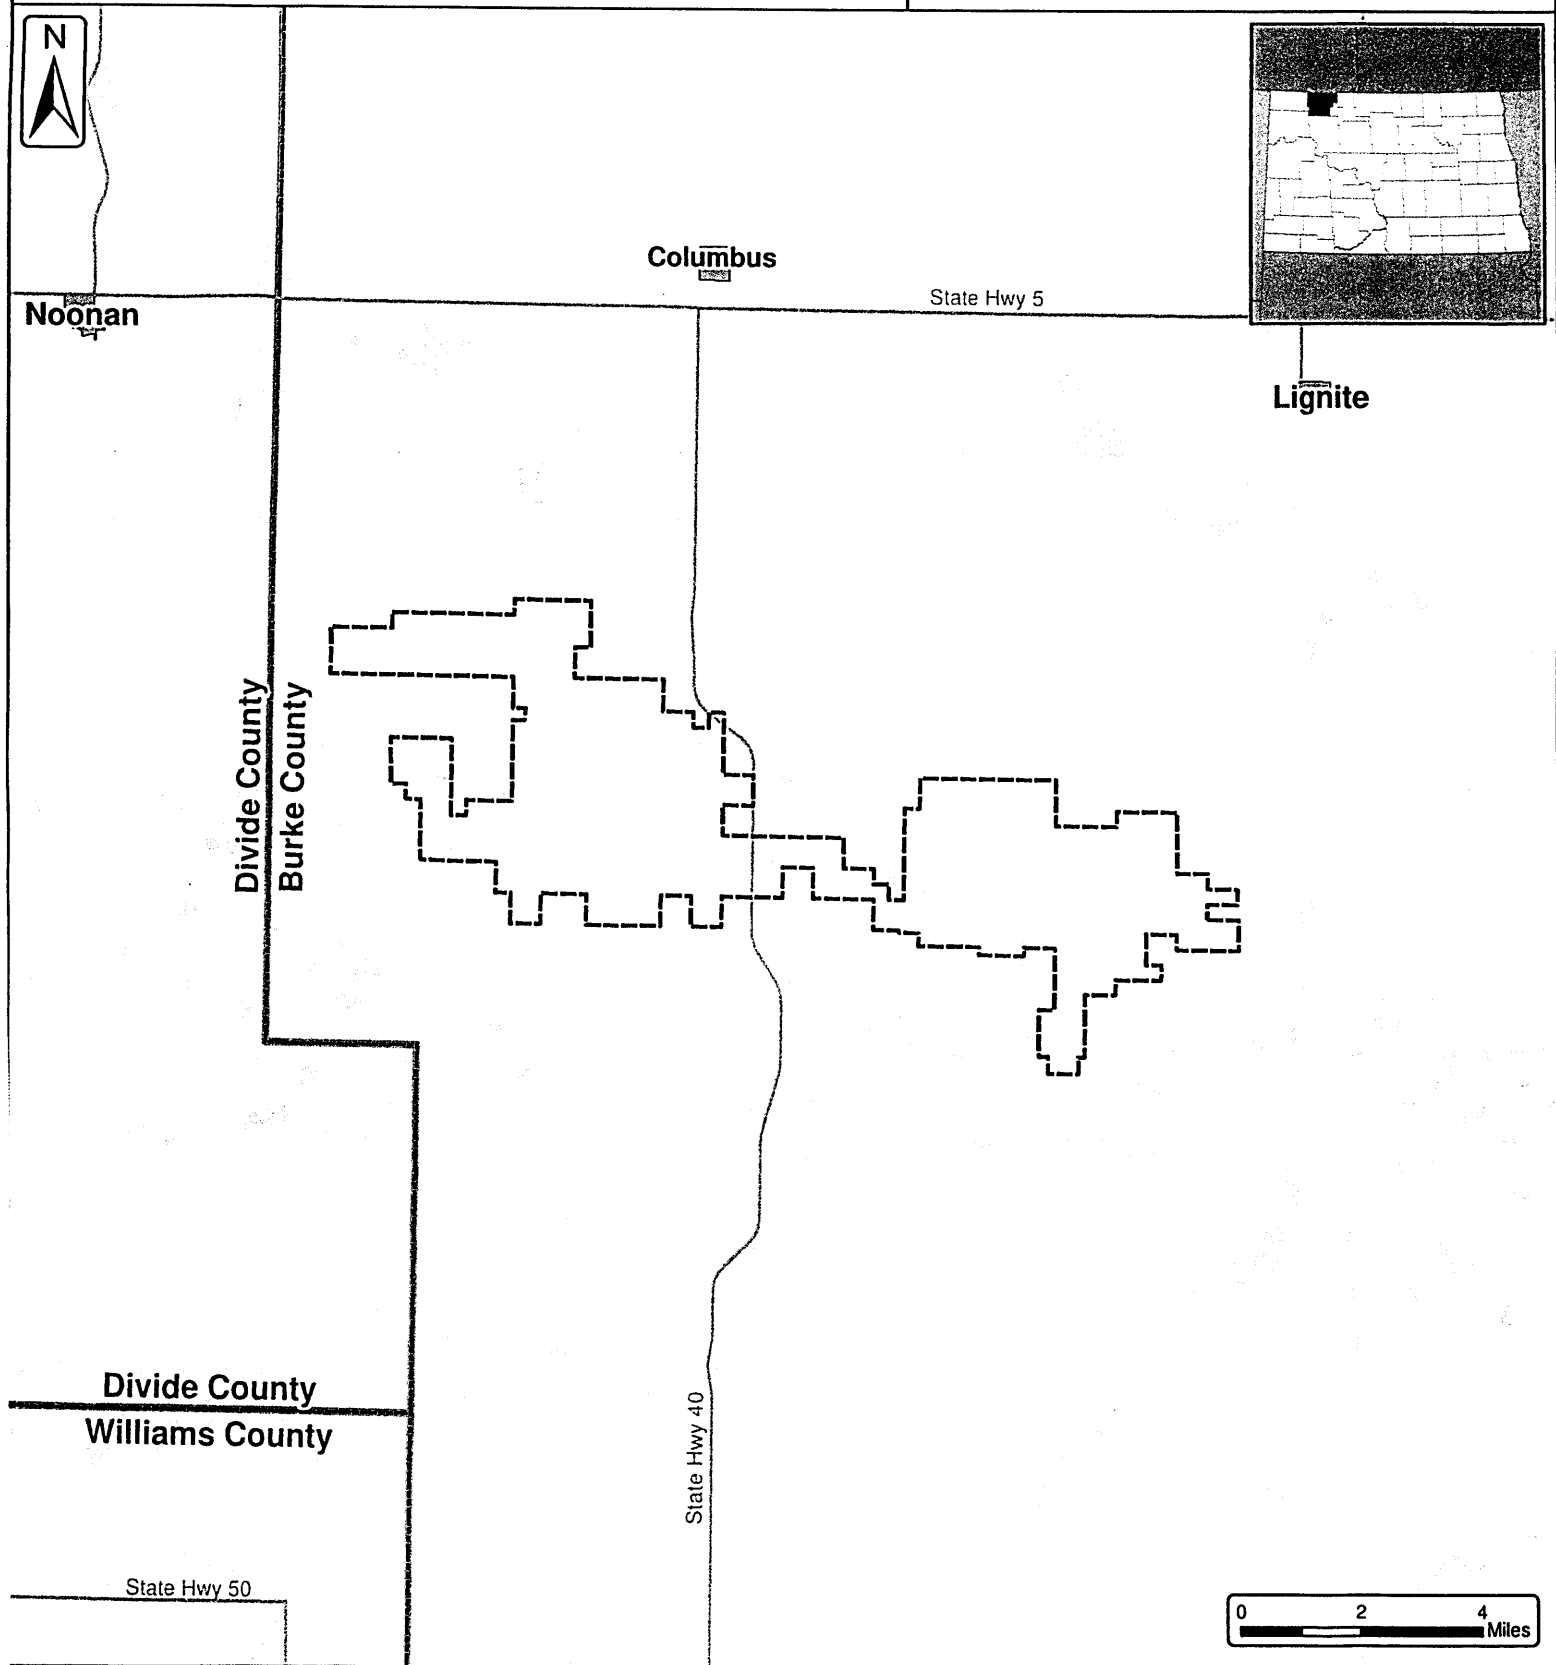 N
Columbus
State Hwy 5
Noonan
Lignite
Divide County
Burke County
Divide County
Williams County
State Hwy 40
State Hwy 50
0 2 4
Miles